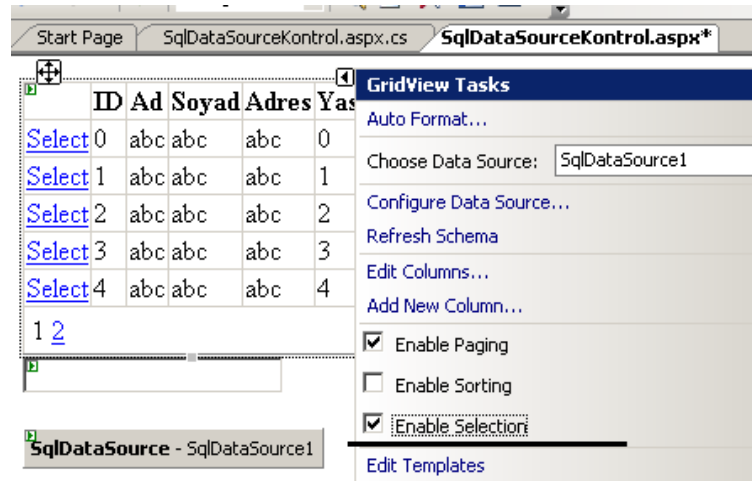 Start Page SqlDataSourceKontrol.aspx.cs SqlDataSourceKontrol.aspx*
ID Ad Soyad Adres Yas
Select 0 abc abc abc 0
Select 1 abc abc abc 1
Select 2 abc abc abc 2
Select 3 abc abc abc 3
Select 4 abc abc abc 4
1 2
SqlDataSource - SqlDataSource1
GridView Tasks
Auto Format...
Choose Data Source: SqlDataSource1
Configure Data Source...
Refresh Schema
Edit Columns...
Add New Column...
Enable Paging
Enable Sorting
Enable Selection
Edit Templates